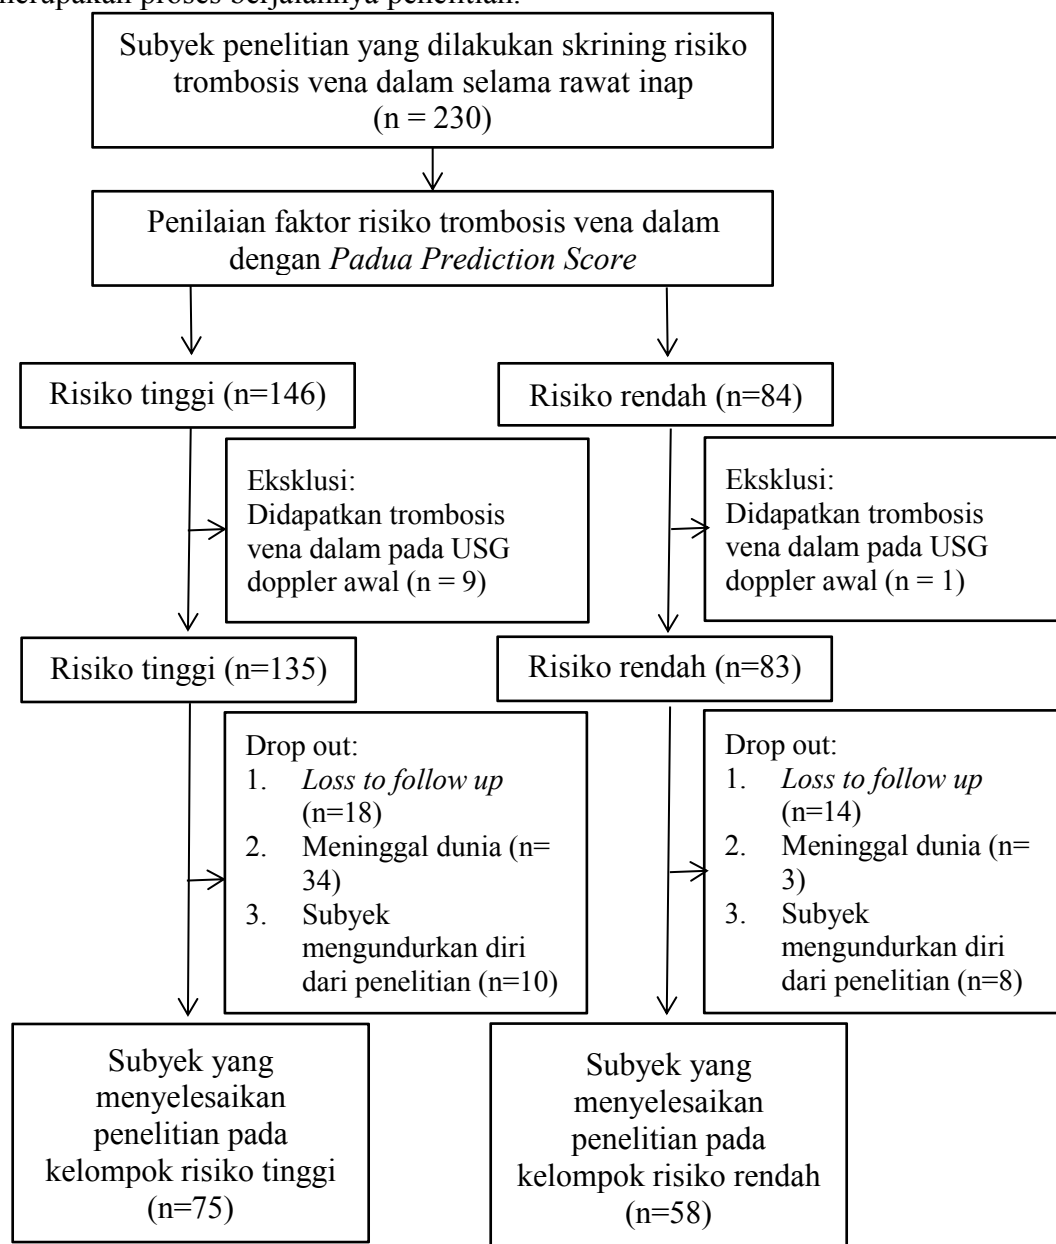 merupakan proses berjalannya penelitian.
Subyek penelitian yang dilakukan skrining risiko
trombosis vena dalam selama rawat inap
(n = 230)
Penilaian faktor risiko trombosis vena dalam
dengan Padua Prediction Score
Risiko tinggi (n=146)
Risiko rendah (n=84)
Eksklusi:
Didapatkan trombosis
vena dalam pada USG
doppler awal (n = 9)
Eksklusi:
Didapatkan trombosis
vena dalam pada USG
doppler awal (n = 1)
Risiko tinggi (n=135)
Risiko rendah (n=83)
Drop out:
1. Loss to follow up
(n=18)
2. Meninggal dunia (n=
34)
3. Subyek
mengundurkan diri
dari penelitian (n=10)
Drop out:
1. Loss to follow up
(n=14)
2. Meninggal dunia (n=
3)
3. Subyek
mengundurkan diri
dari penelitian (n=8)
Subyek yang
menyelesaikan
penelitian pada
kelompok risiko tinggi
(n=75)
Subyek yang
menyelesaikan
penelitian pada
kelompok risiko rendah
(n=58)